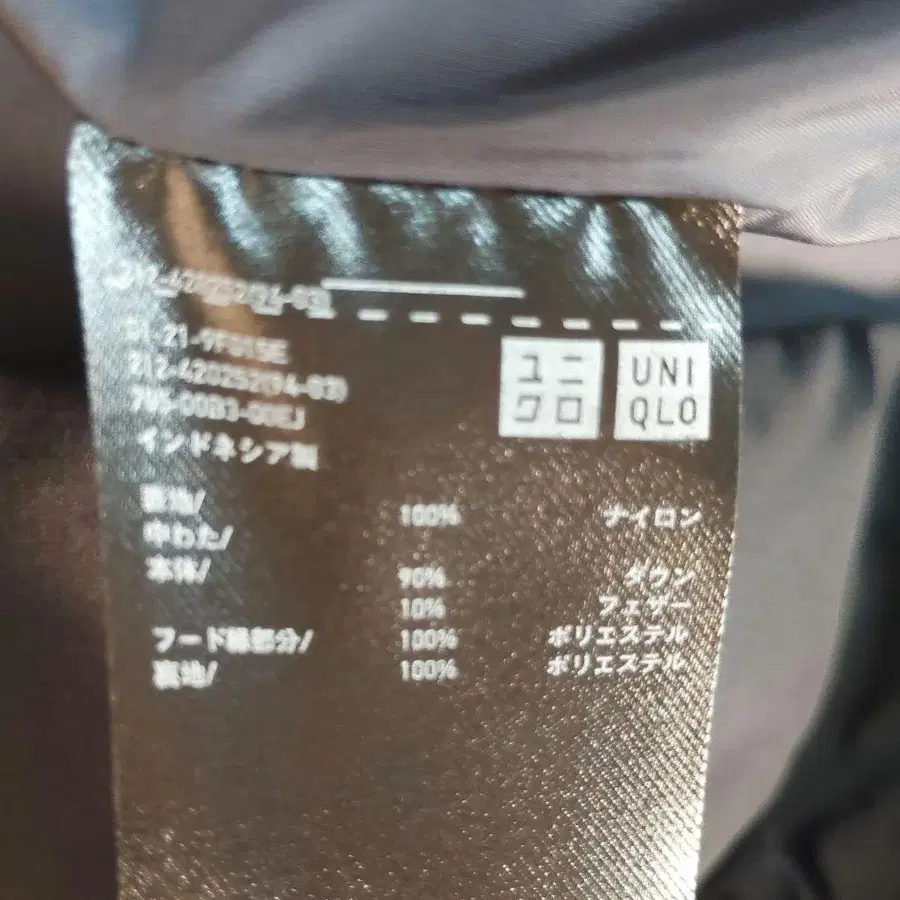 212-420252(04-03)
ユニ
クロ
UNI
QLO
インドネシア製
表地/ 100% ナイロン
中わた/
本体/ 90% ダウン
10% フェザー
フード縁部分/ 100% ポリエステル
裏地/ 100% ポリエステル